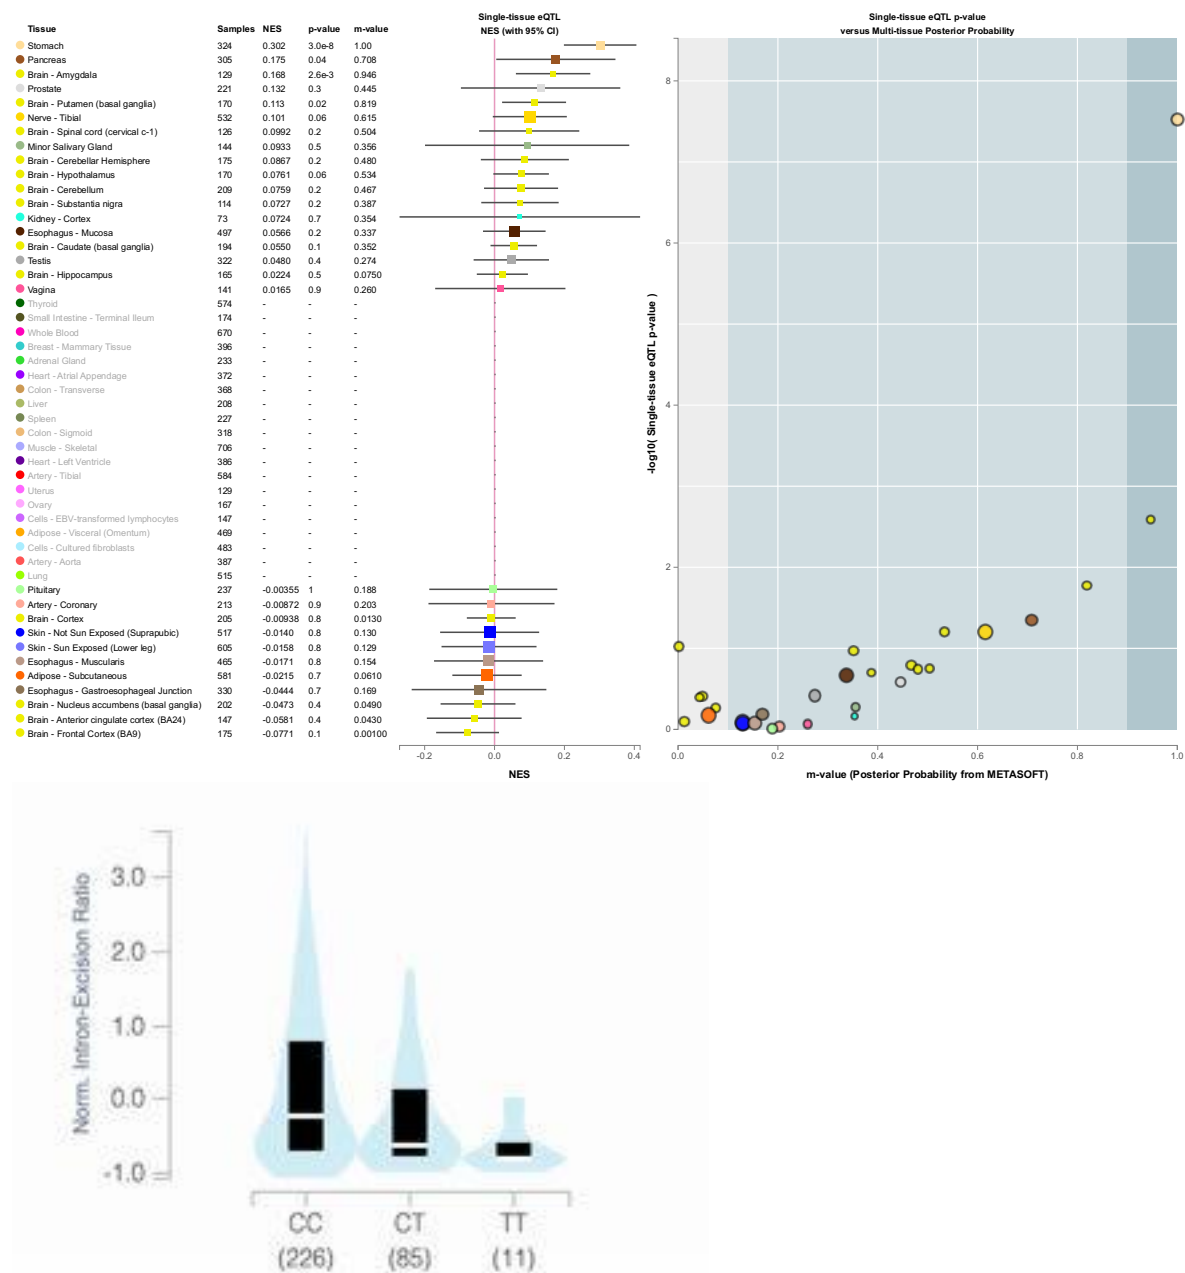 Tissue Samples NES p-value m-value
Single-tissue eQTL
NES (with 95% CI)
Stomach 324 0.302 3.0e-8 1.00
Pancreas 305 0.175 0.04 0.708
Brain - Amygdala 129 0.168 2.6e-3 0.946
Prostate 221 0.132 0.3 0.445
Brain - Putamen (basal ganglia) 170 0.113 0.02 0.819
Nerve - Tibial 532 0.101 0.06 0.615
Brain - Spinal cord (cervical c-1) 126 0.0992 0.2 0.504
Minor Salivary Gland 144 0.0933 0.5 0.356
Brain - Cerebellar Hemisphere 175 0.0867 0.2 0.480
Brain - Hypothalamus 170 0.0761 0.06 0.534
Brain - Cerebellum 209 0.0759 0.2 0.467
Brain - Substantia nigra 114 0.0727 0.2 0.387
Kidney - Cortex 73 0.0724 0.7 0.354
Esophagus - Mucosa 497 0.0566 0.2 0.337
Brain - Caudate (basal ganglia) 194 0.0550 0.1 0.352
Testis 322 0.0480 0.4 0.274
Brain - Hippocampus 165 0.0224 0.5 0.0750
Vagina 141 0.0165 0.9 0.260
Thyroid 574 - - -
Small Intestine - Terminal Ileum 174 - - -
Whole Blood 670 - - -
Breast - Mammary Tissue 396 - - -
Adrenal Gland 233 - - -
Heart - Atrial Appendage 372 - - -
Colon - Transverse 368 - - -
Liver 208 - - -
Spleen 227 - - -
Colon - Sigmoid 318 - - -
Muscle - Skeletal 706 - - -
Heart - Left Ventricle 386 - - -
Artery - Tibial 584 - - -
Uterus 129 - - -
Ovary 167 - - -
Cells - EBV-transformed lymphocytes 147 - - -
Adipose - Visceral (Omentum) 469 - - -
Cells - Cultured fibroblasts 483 - - -
Artery - Aorta 387 - - -
Lung 515 - - -
Pituitary 237 -0.00355 1 0.188
Artery - Coronary 213 -0.00872 0.9 0.203
Brain - Cortex 205 -0.00938 0.8 0.0130
Skin - Not Sun Exposed (Suprapubic) 517 -0.0140 0.8 0.130
Skin - Sun Exposed (Lower leg) 605 -0.0158 0.8 0.129
Esophagus - Muscularis 465 -0.0171 0.8 0.154
Adipose - Subcutaneous 581 -0.0215 0.7 0.0610
Esophagus - Gastroesophageal Junction 330 -0.0444 0.7 0.169
Brain - Nucleus accumbens (basal ganglia) 202 -0.0473 0.4 0.0490
Brain - Anterior cingulate cortex (BA24) 147 -0.0581 0.4 0.0430
Brain - Frontal Cortex (BA9) 175 -0.0771 0.1 0.00100
-0.2 0.0 0.2 0.4
NES
Single-tissue eQTL p-value
versus Multi-tissue Posterior Probability
-log10( Single-tissue eQTL p-value )
8
6
4
2
0
0.0 0.2 0.4 0.6 0.8 1.0
m-value (Posterior Probability from METASOFT)
Norm. Intron-Excision Ratio
3.0
2.0
1.0
0.0
-1.0
CC CT TT
(226) (85) (11)